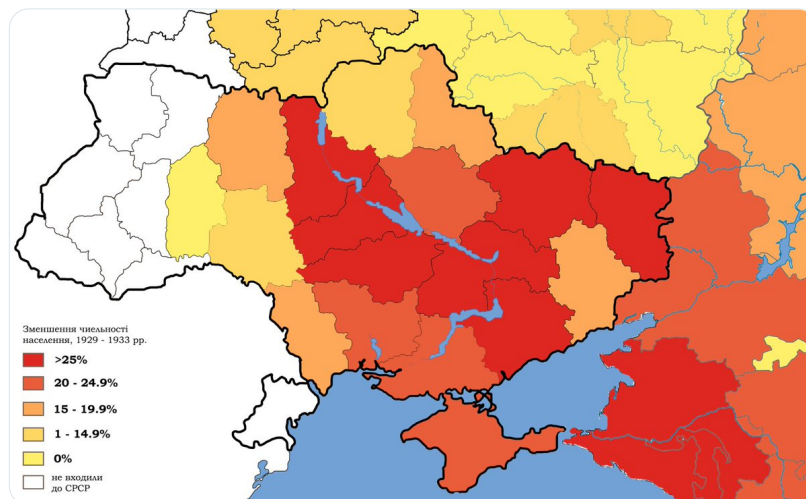 Зменшення чиельності
населення, 1929 - 1933 рр.
>25%
20 - 24.9%
15 - 19.9%
1 - 14.9%
0%
не входили
до СРСР